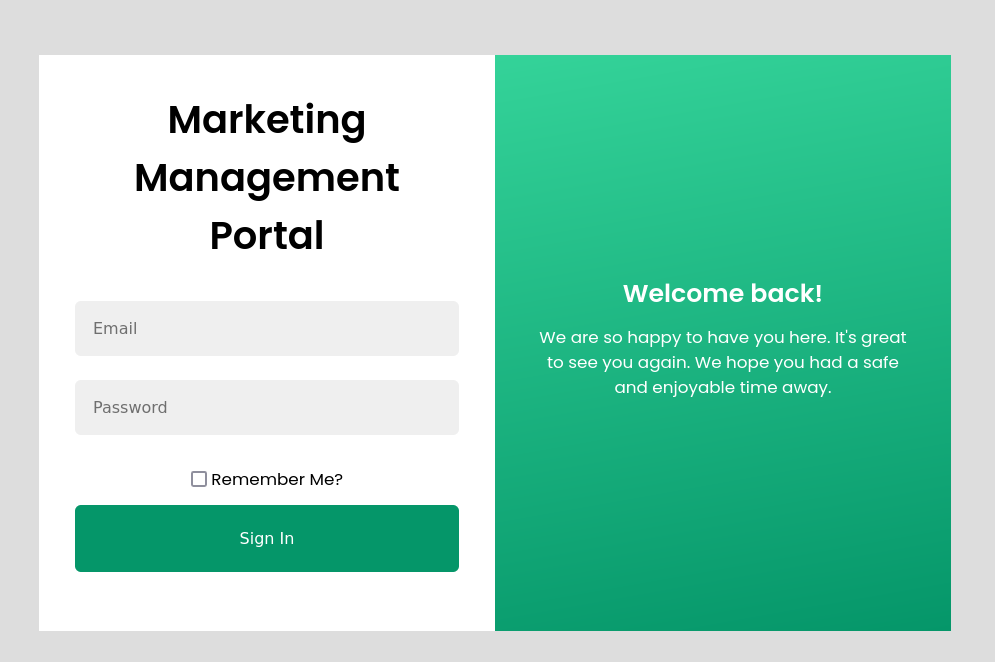 Marketing
Management
Portal
Email
Password
Remember Me?
Sign In
Welcome back!
We are so happy to have you here. It's great
to see you again. We hope you had a safe
and enjoyable time away.